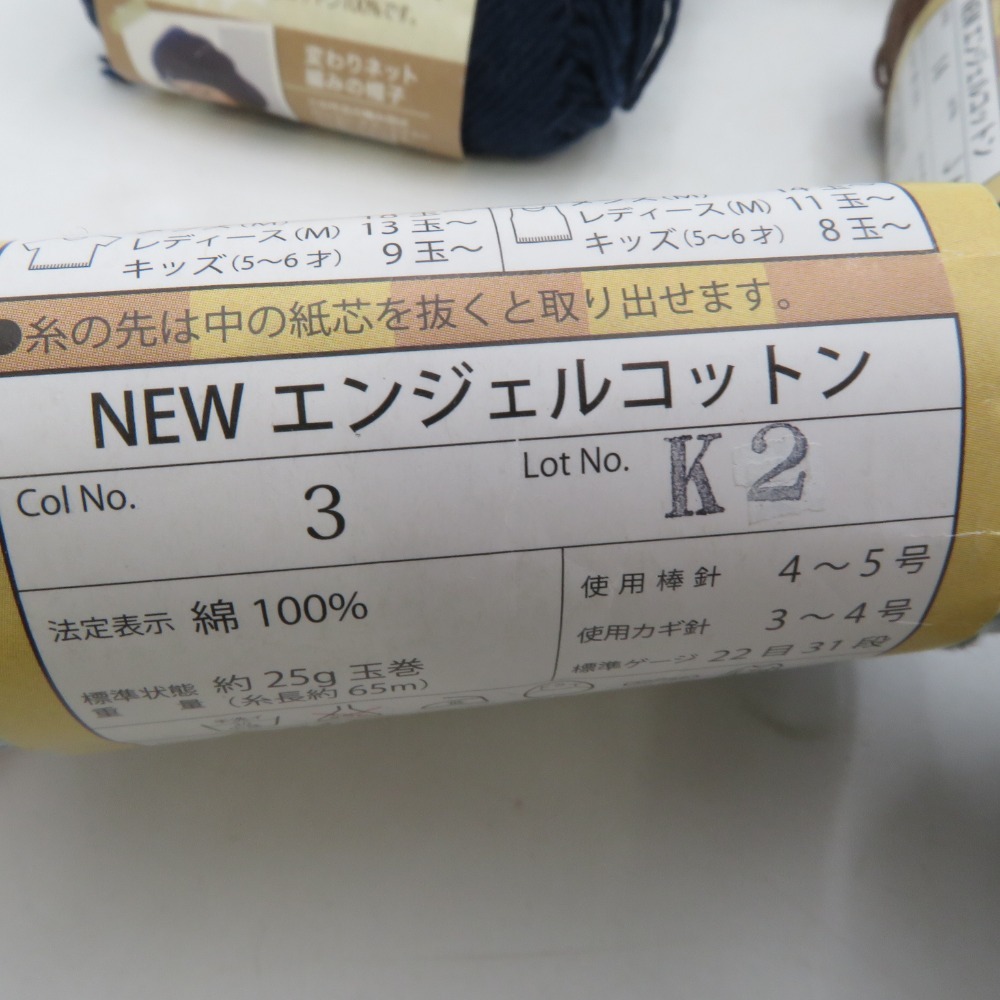 変わりネット
編みの帽子
レディース(M) 13玉〜
キッズ(5〜6才) 9玉〜
レディース(M) 11玉〜
キッズ(5〜6才) 8玉〜
●糸の先は中の紙芯を抜くと取り出せます。
NEW エンジェルコットン
Col No. 3
Lot No. K2
法定表示 綿 100%
標準状態重量 約 25g 玉巻
(糸長約 65m)
使用棒針 4〜5号
使用カギ針 3〜4号
標準ゲージ 22目31段